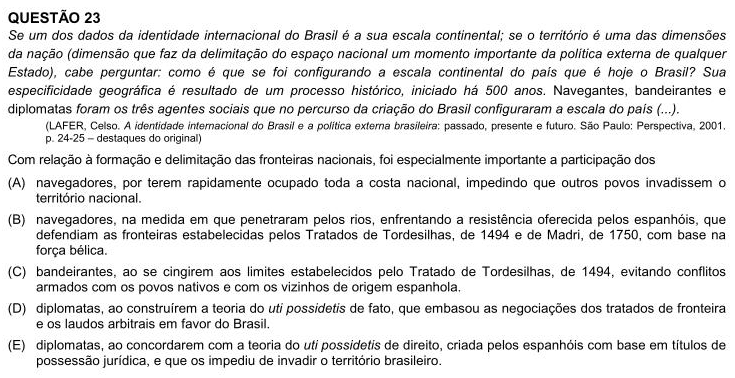 QUESTÃO 23
Se um dos dados da identidade internacional do Brasil é a sua escala continental; se o território é uma das dimensões
da nação (dimensão que faz da delimitação do espaço nacional um momento importante da política externa de qualquer
Estado), cabe perguntar: como é que se foi configurando a escala continental do país que é hoje o Brasil? Sua
especificidade geográfica é resultado de um processo histórico, iniciado há 500 anos. Navegantes, bandeirantes e
diplomatas foram os três agentes sociais que no percurso da criação do Brasil configuraram a escala do país (...).
(LAFER, Celso. A identidade internacional do Brasil e a política externa brasileira: passado, presente e futuro. São Paulo: Perspectiva, 2001.
p. 24-25 – destaques do original)
Com relação à formação e delimitação das fronteiras nacionais, foi especialmente importante a participação dos
(A) navegadores, por terem rapidamente ocupado toda a costa nacional, impedindo que outros povos invadissem o
território nacional.
(B) navegadores, na medida em que penetraram pelos rios, enfrentando a resistência oferecida pelos espanhóis, que
defendiam as fronteiras estabelecidas pelos Tratados de Tordesilhas, de 1494 e de Madri, de 1750, com base na
força bélica.
(C) bandeirantes, ao se cingirem aos limites estabelecidos pelo Tratado de Tordesilhas, de 1494, evitando conflitos
armados com os povos nativos e com os vizinhos de origem espanhola.
(D) diplomatas, ao construírem a teoria do uti possidetis de fato, que embasou as negociações dos tratados de fronteira
e os laudos arbitrais em favor do Brasil.
(E) diplomatas, ao concordarem com a teoria do uti possidetis de direito, criada pelos espanhóis com base em títulos de
possessão jurídica, e que os impediu de invadir o território brasileiro.